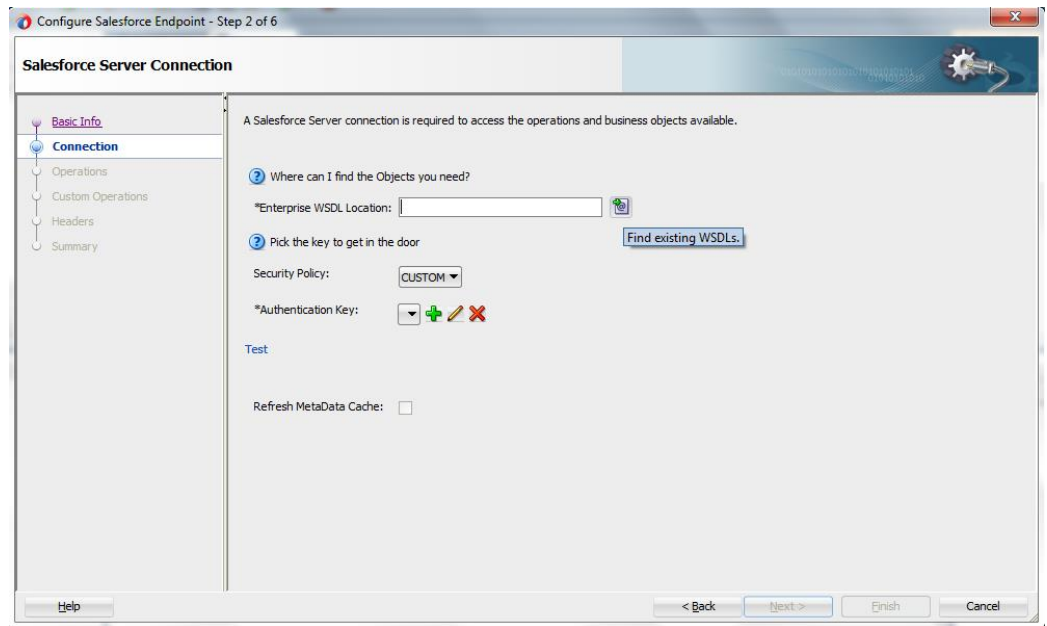 Configure Salesforce Endpoint - Step 2 of 6
Salesforce Server Connection
Basic Info
Connection
Operations
Custom Operations
Headers
Summary
A Salesforce Server connection is required to access the operations and business objects available.
Where can I find the Objects you need?
*Enterprise WSDL Location:
Find existing WSDLs.
Pick the key to get in the door
Security Policy: CUSTOM
*Authentication Key:
Test
Refresh MetaData Cache:
Help < Back Next > Finish Cancel